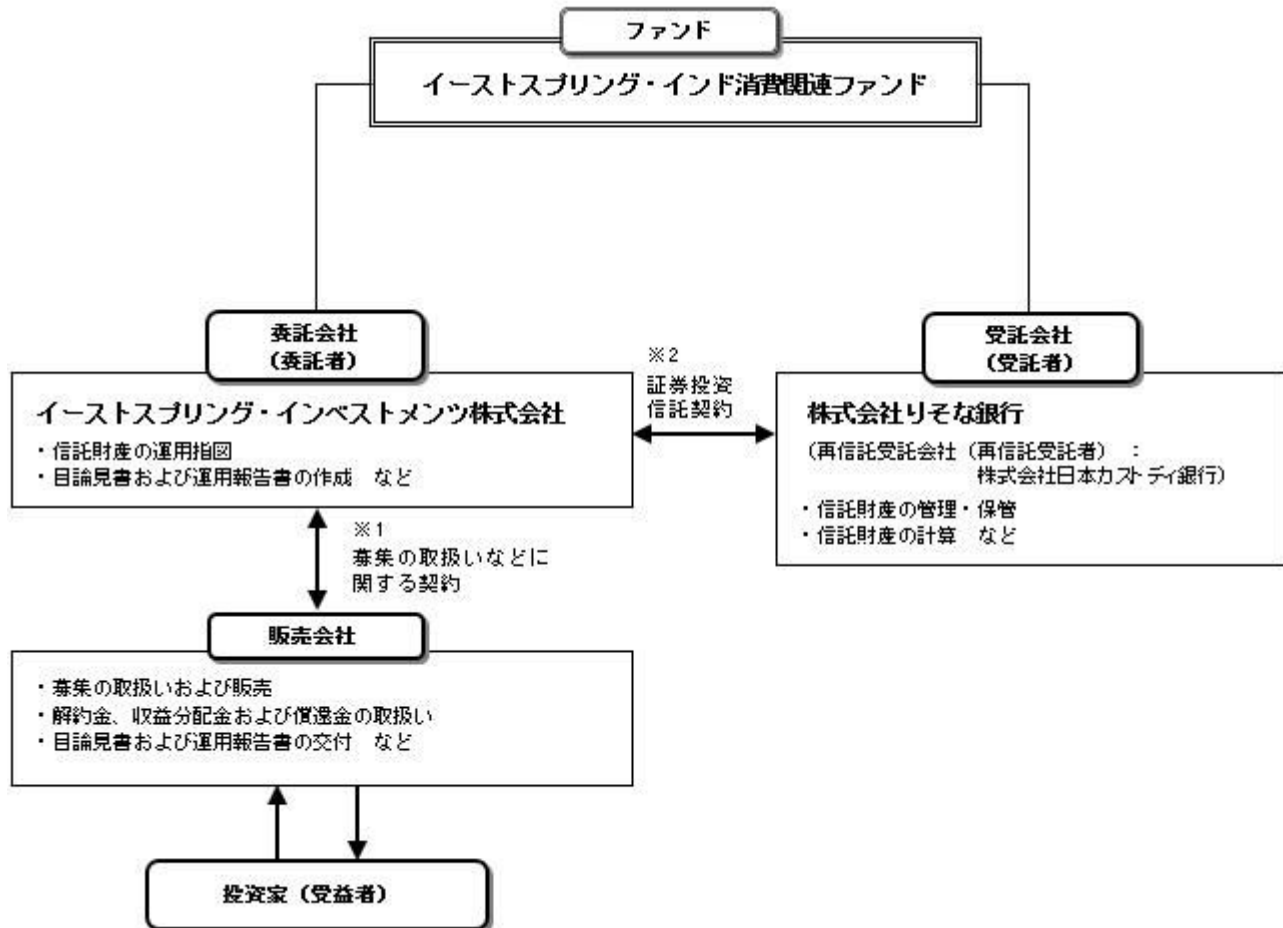 ファンド
イーストスプリング・インド消費関連ファンド
委託会社
（委託者）
イーストスプリング・インベストメンツ株式会社
・信託財産の運用指図
・目論見書および運用報告書の作成　など
※2
証券投資
信託契約
受託会社
（受託者）
株式会社りそな銀行
（再信託受託会社（再信託受託者）：
株式会社日本カストディ銀行）
・信託財産の管理・保管
・信託財産の計算　など
※1
募集の取扱いなどに
関する契約
販売会社
・募集の取扱いおよび販売
・解約金、収益分配金および償還金の取扱い
・目論見書および運用報告書の交付　など
投資家（受益者）